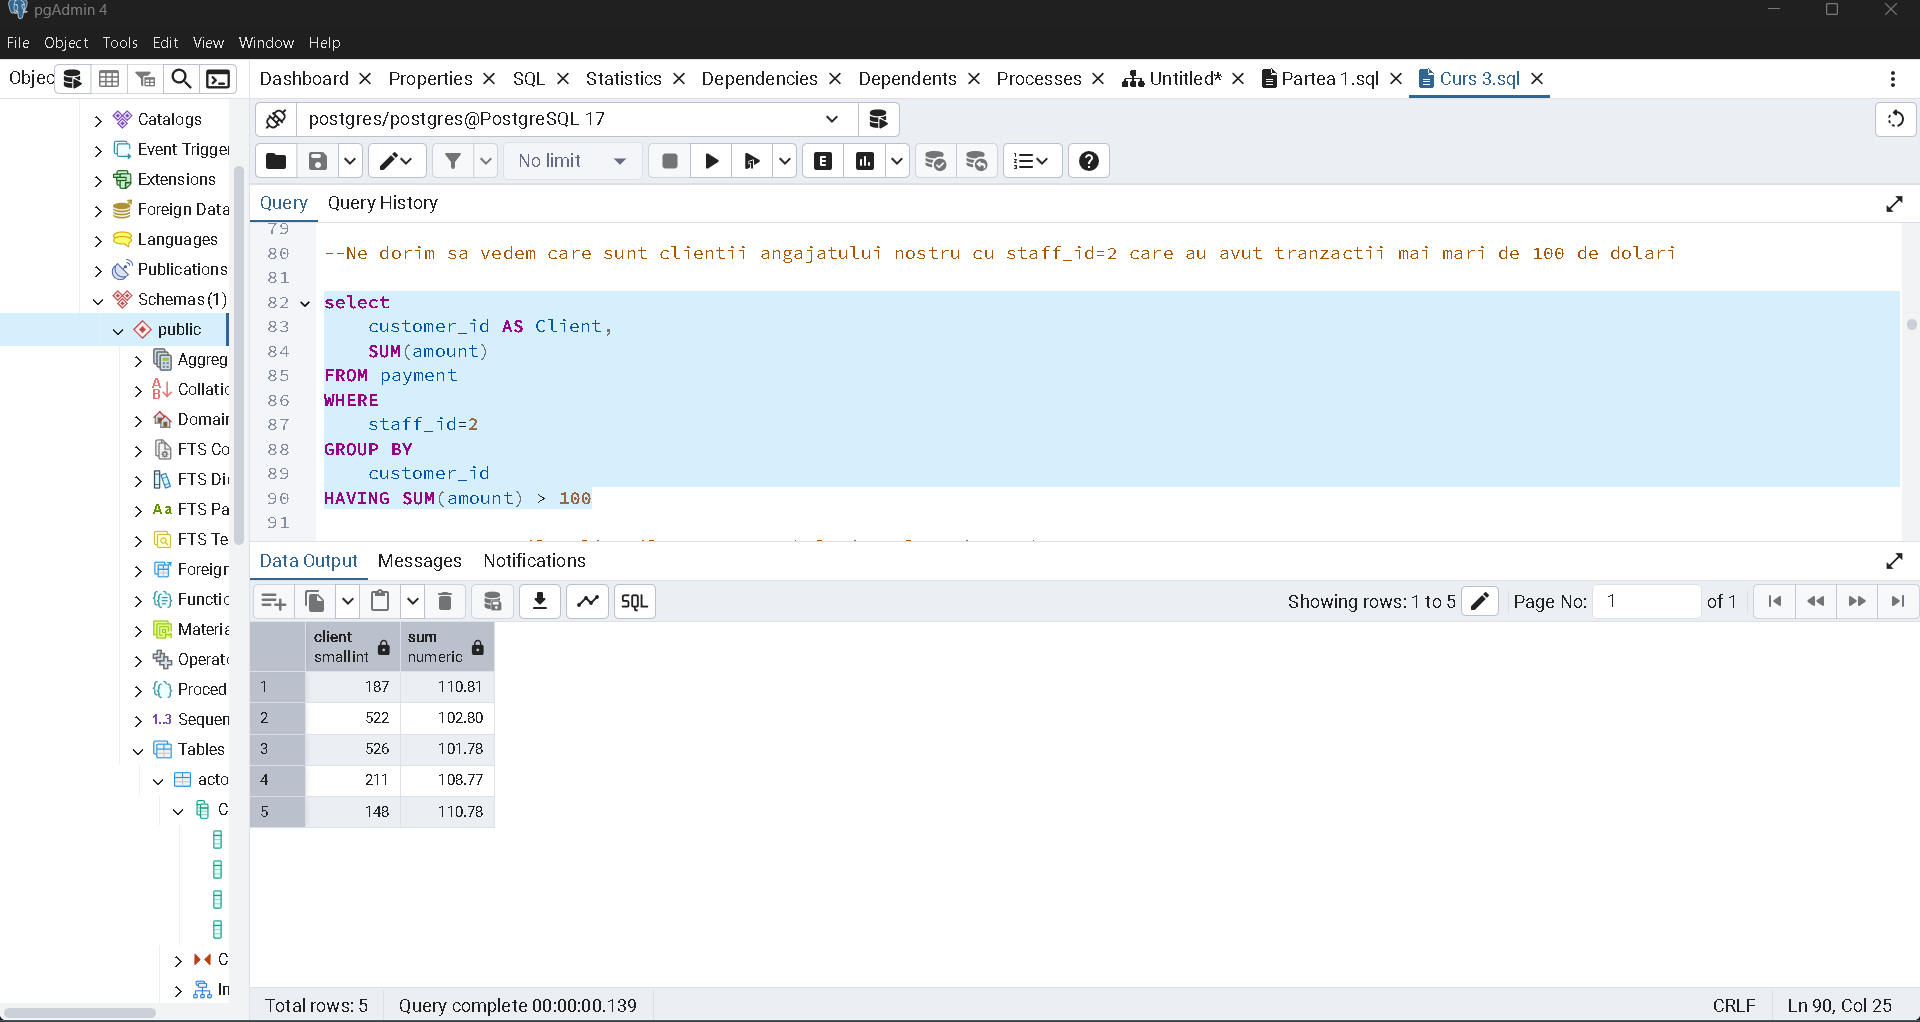 pgAdmin 4
File Object Tools Edit View Window Help
Objec
Dashboard Properties SQL Statistics Dependencies Dependents Processes Untitled* Partea 1.sql Curs 3.sql
postgres/postgres@PostgreSQL 17
No limit
E
Query Query History
Catalogs
Event Trigger
Extensions
Foreign Data
Languages
Publications
Schemas (1)
public
Aggreg
Collatio
Domain
FTS Co
FTS Di
Aa FTS Pa
FTS Te
Foreign
Functio
Materia
Operato
Proced
1..3 Sequen
Tables
acto
C
C
In
79
80 --Ne dorim sa vedem care sunt clientii angajatului nostru cu staff_id=2 care au avut tranzactii mai mari de 100 de dolari
81
82 select
83 customer_id AS Client,
84 SUM(amount)
85 FROM payment
86 WHERE
87 staff_id=2
88 GROUP BY
89 customer_id
90 HAVING SUM(amount) > 100
91
Data Output Messages Notifications
SQL
Showing rows: 1 to 5 Page No: 1 of 1
client sum
smallint numeric
1 187 110.81
2 522 102.80
3 526 101.78
4 211 108.77
5 148 110.78
Total rows: 5 Query complete 00:00:00.139 CRLF Ln 90, Col 25